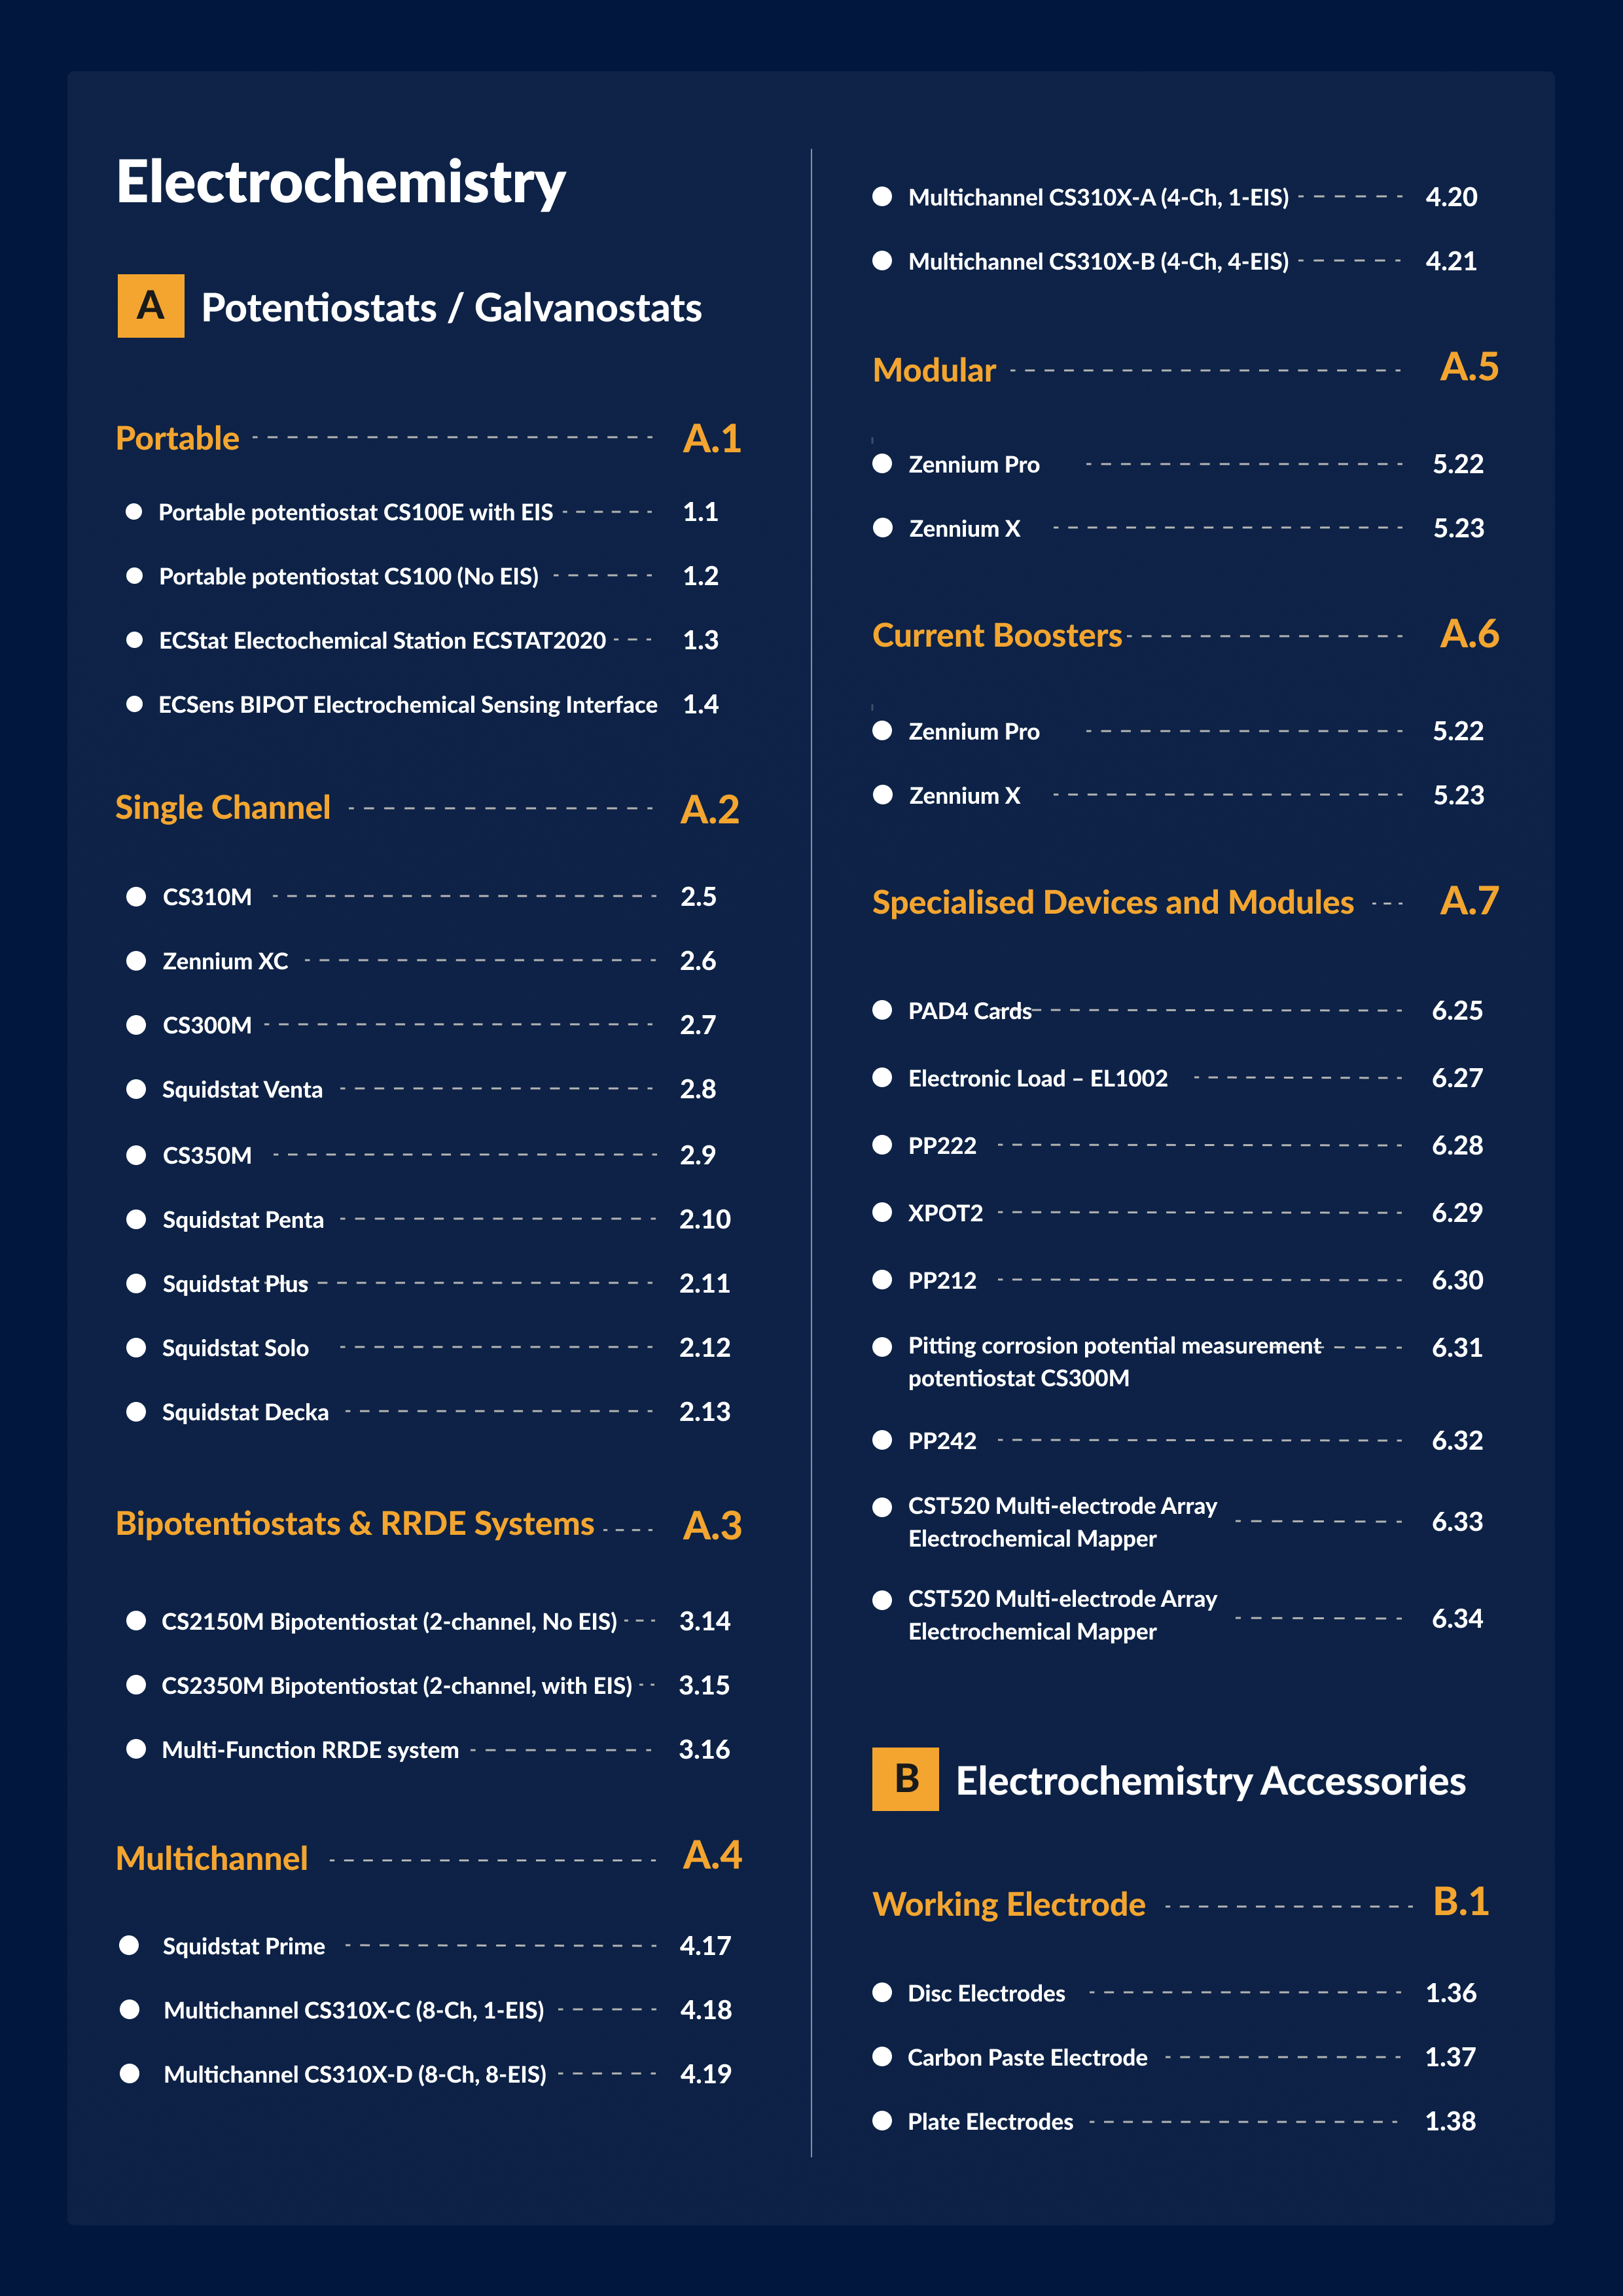 Electrochemistry
A Potentiostats / Galvanostats
Portable A.1
Portable potentiostat CS100E with EIS 1.1
Portable potentiostat CS100 (No EIS) 1.2
ECStat Electochemical Station ECSTAT2020 1.3
ECSens BIPOT Electrochemical Sensing Interface 1.4
Single Channel A.2
CS310M 2.5
Zennium XC 2.6
CS300M 2.7
Squidstat Venta 2.8
CS350M 2.9
Squidstat Penta 2.10
Squidstat Plus 2.11
Squidstat Solo 2.12
Squidstat Decka 2.13
Bipotentiostats & RRDE Systems A.3
CS2150M Bipotentiostat (2-channel, No EIS) 3.14
CS2350M Bipotentiostat (2-channel, with EIS) 3.15
Multi-Function RRDE system 3.16
Multichannel A.4
Squidstat Prime 4.17
Multichannel CS310X-C (8-Ch, 1-EIS) 4.18
Multichannel CS310X-D (8-Ch, 8-EIS) 4.19
Multichannel CS310X-A (4-Ch, 1-EIS) 4.20
Multichannel CS310X-B (4-Ch, 4-EIS) 4.21
Modular A.5
Zennium Pro 5.22
Zennium X 5.23
Current Boosters A.6
Zennium Pro 5.22
Zennium X 5.23
Specialised Devices and Modules A.7
PAD4 Cards 6.25
Electronic Load – EL1002 6.27
PP222 6.28
XPOT2 6.29
PP212 6.30
Pitting corrosion potential measurement 6.31
potentiostat CS300M
PP242 6.32
CST520 Multi-electrode Array
Electrochemical Mapper 6.33
CST520 Multi-electrode Array
Electrochemical Mapper 6.34
B Electrochemistry Accessories
Working Electrode B.1
Disc Electrodes 1.36
Carbon Paste Electrode 1.37
Plate Electrodes 1.38